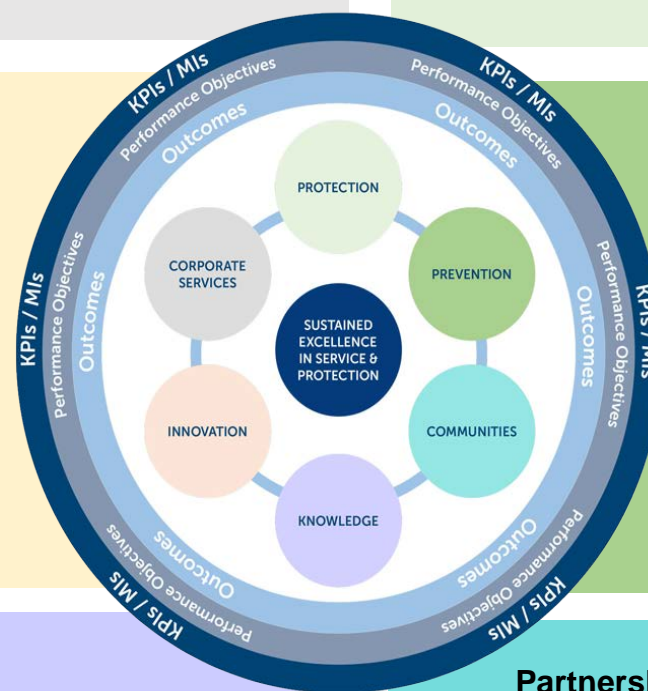 KPIs / MIs
KPIs / MIs
Performance Objectives
Performance Objectives
Outcomes
Outcomes
PROTECTION
CORPORATE
SERVICES
PREVENTION
KPIs / MIs
Performance Objectives
Outcomes
SUSTAINED
EXCELLENCE
IN SERVICE &
PROTECTION
Outcomes
Performance Objectives
KPIs / MIs
INNOVATION
COMMUNITIES
KNOWLEDGE
Outcomes
Outcomes
Performance Objectives
Performance Objectives
KPIs / MIs
KPIs / MIs